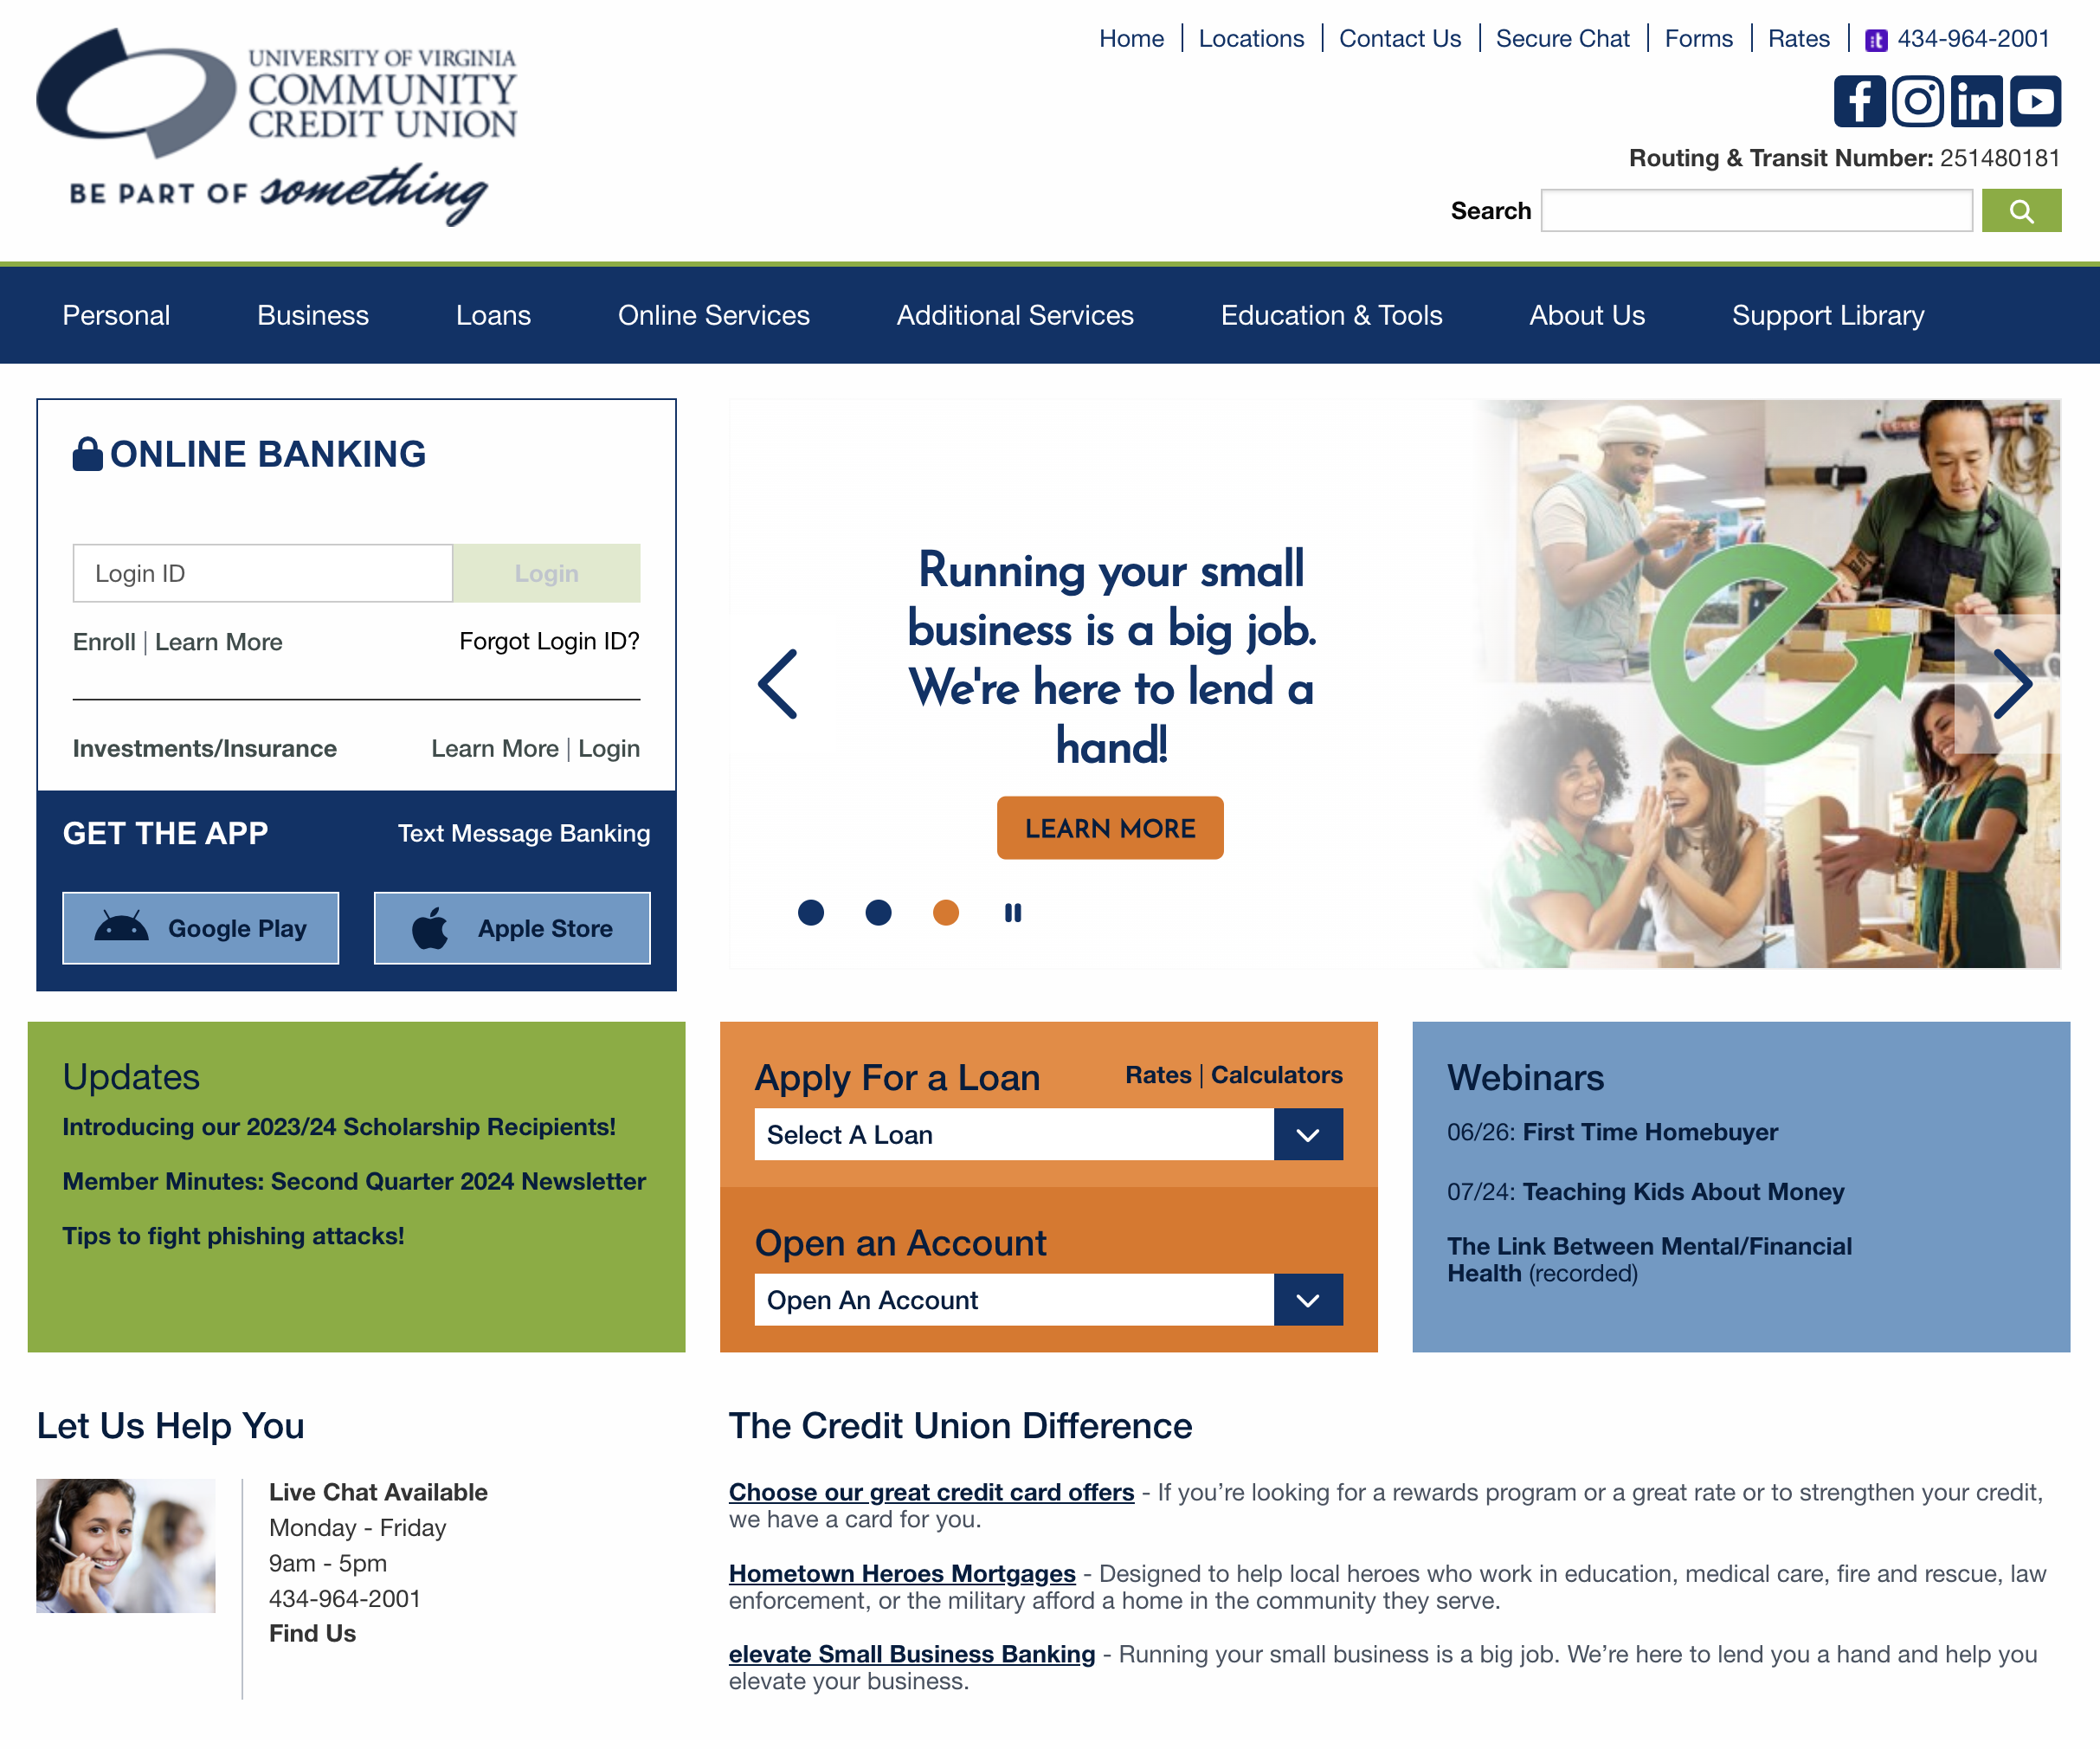 UNIVERSITY OF VIRGINIA
COMMUNITY
CREDIT UNION
BE PART OF something
Home | Locations | Contact Us | Secure Chat | Forms | Rates | 434-964-2001
Routing & Transit Number: 251480181
Search
Personal Business Loans Online Services Additional Services Education & Tools About Us Support Library
ONLINE BANKING
Login ID Login
Enroll | Learn More Forgot Login ID?
Investments/Insurance Learn More | Login
GET THE APP Text Message Banking
Google Play Apple Store
Running your small
business is a big job.
We're here to lend a
hand!
LEARN MORE
Updates
Introducing our 2023/24 Scholarship Recipients!
Member Minutes: Second Quarter 2024 Newsletter
Tips to fight phishing attacks!
Apply For a Loan Rates | Calculators
Select A Loan
Open an Account
Open An Account
Webinars
06/26: First Time Homebuyer
07/24: Teaching Kids About Money
The Link Between Mental/Financial
Health (recorded)
Let Us Help You
Live Chat Available
Monday - Friday
9am - 5pm
434-964-2001
Find Us
The Credit Union Difference
Choose our great credit card offers - If you’re looking for a rewards program or a great rate or to strengthen your credit,
we have a card for you.
Hometown Heroes Mortgages - Designed to help local heroes who work in education, medical care, fire and rescue, law
enforcement, or the military afford a home in the community they serve.
elevate Small Business Banking - Running your small business is a big job. We’re here to lend you a hand and help you
elevate your business.